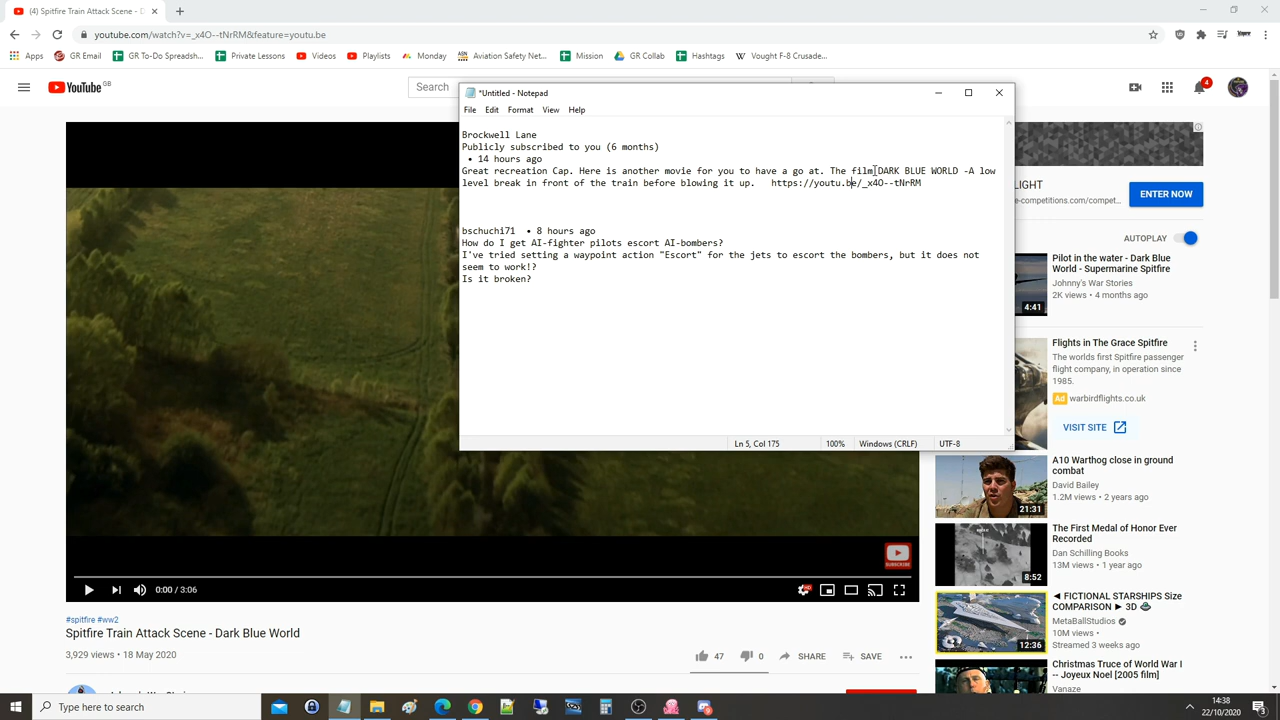 (4) Spitfire Train Attack Scene - D
youtube.com/watch?v=_x4O--tNrRM&feature=youtu.be
Apps GR Email GR To-Do Spreadsh... Private Lessons Videos Playlists Monday Aviation Safety Net... Mission GR Collab Hashtags Vought F-8 Crusade...
YouTube GB
Search
4
*Untitled - Notepad
File Edit Format View Help
Brockwell Lane
Publicly subscribed to you (6 months)
• 14 hours ago
Great recreation Cap. Here is another movie for you to have a go at. The film DARK BLUE WORLD -A low
level break in front of the train before blowing it up. https://youtu.be/_x4O--tNrRM
bschuchi71 • 8 hours ago
How do I get AI-fighter pilots escort AI-bombers?
I've tried setting a waypoint action "Escort" for the jets to escort the bombers, but it does not
seem to work!?
Is it broken?
Ln 5, Col 175 100% Windows (CRLF) UTF-8
LIGHT
e-competitions.com/compet...
ENTER NOW
AUTOPLAY
Pilot in the water - Dark Blue
World - Supermarine Spitfire
Johnny's War Stories
2K views • 4 months ago
4:41
Flights in The Grace Spitfire
The worlds first Spitfire passenger
flight company, in operation since
1985.
Ad warbirdflights.co.uk
VISIT SITE
A10 Warthog close in ground
combat
David Bailey
1.2M views • 2 years ago
21:31
The First Medal of Honor Ever
Recorded
Dan Schilling Books
13M views • 1 year ago
8:52
◄ FICTIONAL STARSHIPS Size
COMPARISON ► 3D
MetaBallStudios
10M views •
Streamed 3 weeks ago
12:36
Christmas Truce of World War I
-- Joyeux Noel [2005 film]
Vanaze
SUBSCRIBE
0:00 / 3:06
HD
#spitfire #ww2
Spitfire Train Attack Scene - Dark Blue World
3,929 views • 18 May 2020
47 0 SHARE SAVE
Type here to search
14:38
22/10/2020
3